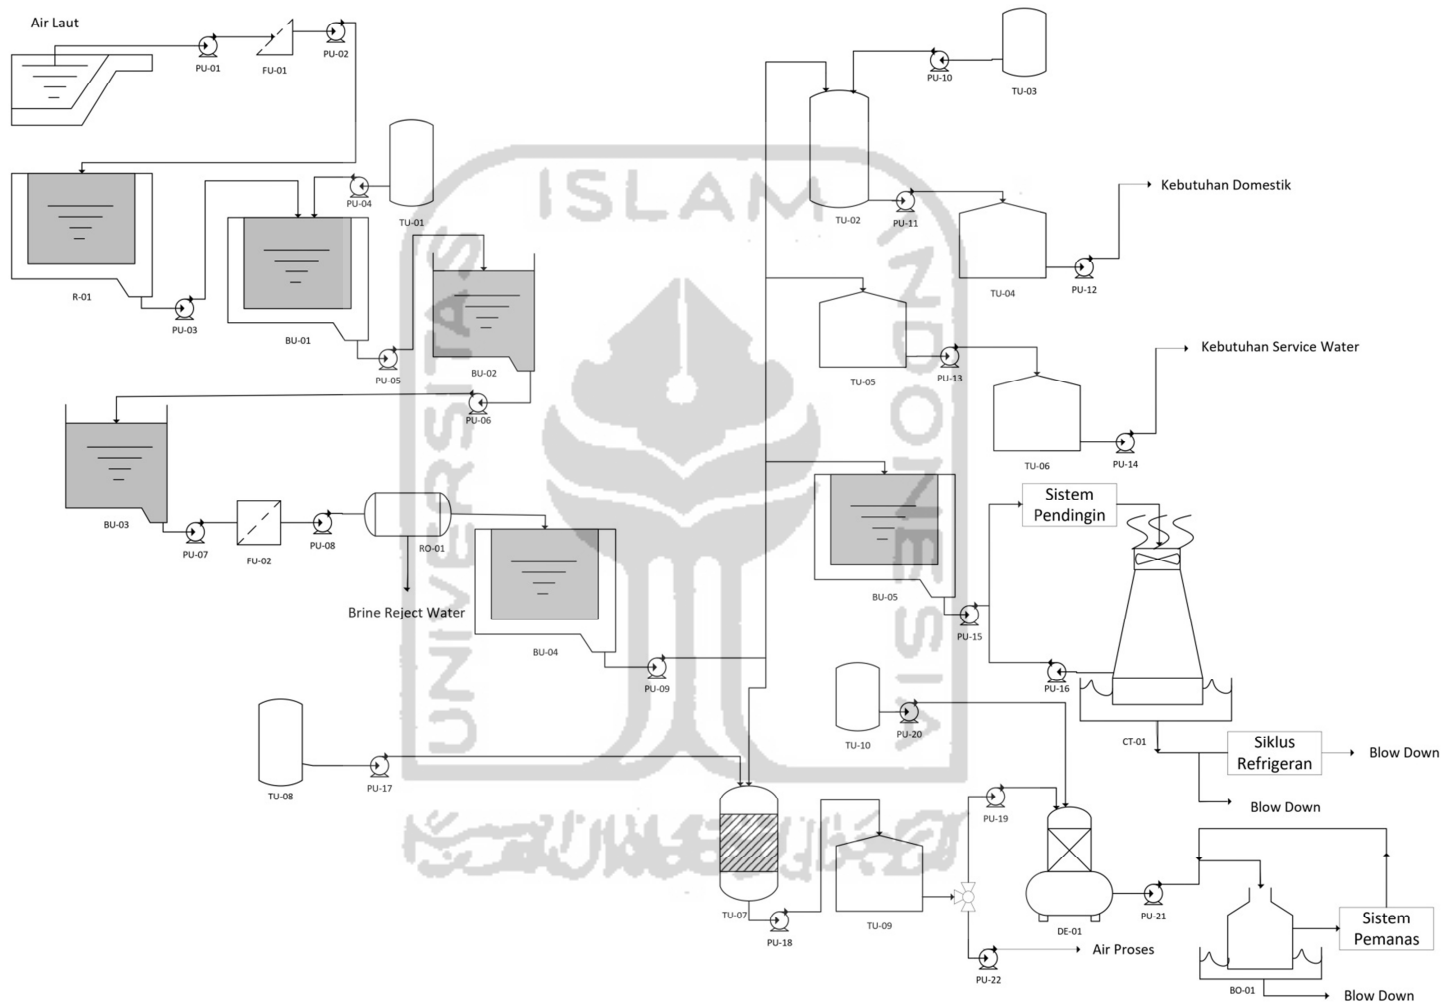 Air Laut
PU-01
FU-01
PU-02
TU-03
PU-10
TU-01
PU-04
TU-02
PU-11
Kebutuhan Domestik
R-01
PU-03
BU-01
PU-05
BU-02
TU-04
PU-12
TU-05
PU-13
Kebutuhan Service Water
PU-06
TU-06
PU-14
BU-03
PU-07
FU-02
PU-08
RO-01
Brine Reject Water
BU-04
PU-09
BU-05
PU-15
Sistem
Pendingin
PU-16
CT-01
Siklus
Refrigeran
Blow Down
Blow Down
TU-10
PU-20
TU-08
PU-17
TU-07
PU-18
TU-09
PU-19
DE-01
PU-21
PU-22
Air Proses
Sistem
Pemanas
BO-01
Blow Down
UNIVERSITAS
ISLAM
INDONESIA